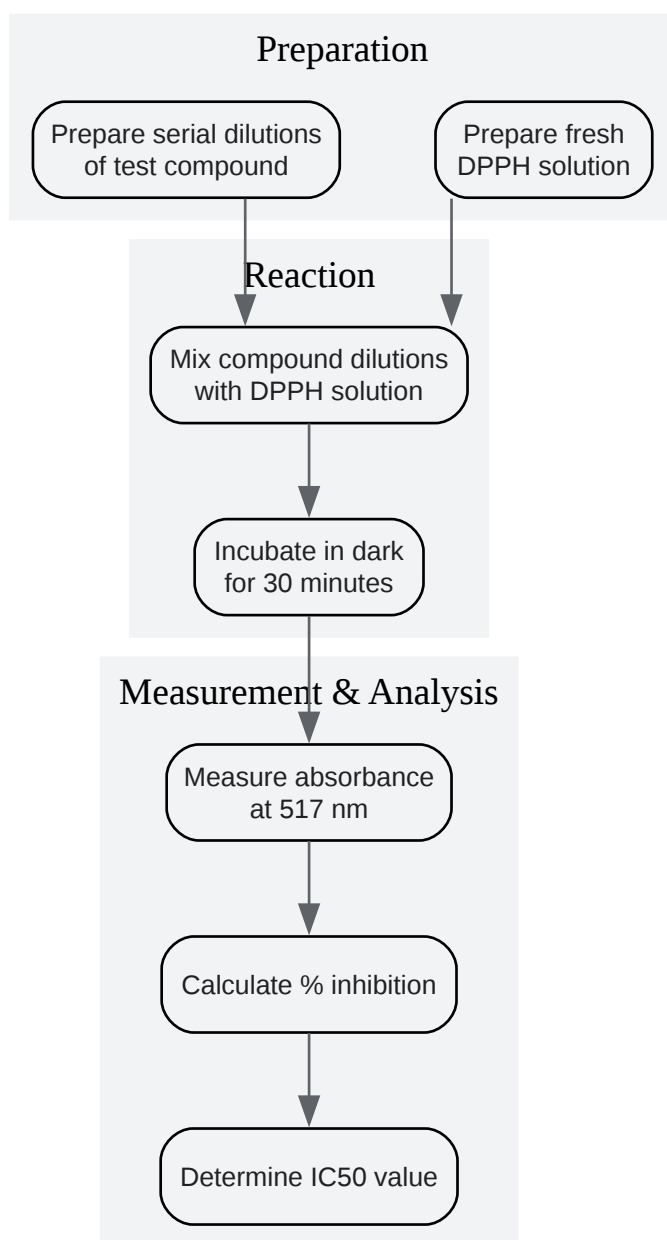 Preparation
Prepare serial dilutions
of test compound
Prepare fresh
DPPH solution
Reaction
Mix compound dilutions
with DPPH solution
Incubate in dark
for 30 minutes
Measurement & Analysis
Measure absorbance
at 517 nm
Calculate % inhibition
Determine IC50 value